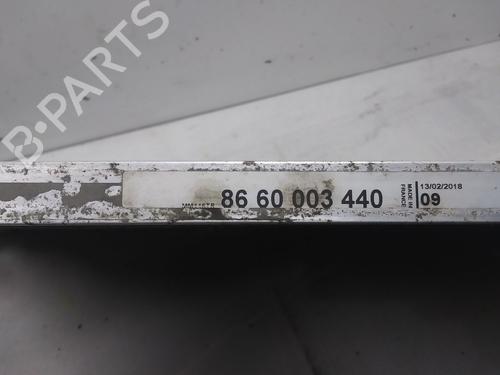 B-PARTS
86 60 003 440
MADE IN
FRANCE
13/02/2018
09